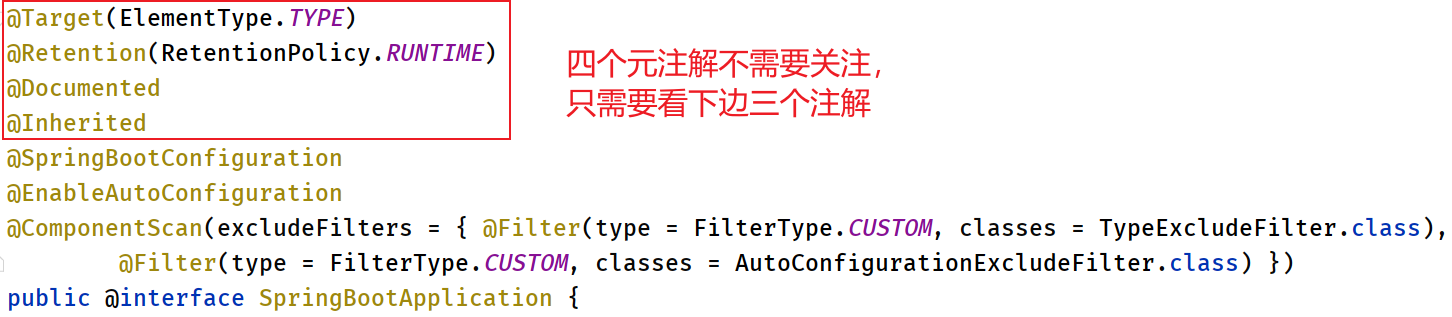 @Target(ElementType.TYPE)
@Retention(RetentionPolicy.RUNTIME)
@Documented
@Inherited
四个元注解不需要关注，
只需要看下边三个注解
@SpringBootConfiguration
@EnableAutoConfiguration
@ComponentScan(excludeFilters = { @Filter(type = FilterType.CUSTOM, classes = TypeExcludeFilter.class),
@Filter(type = FilterType.CUSTOM, classes = AutoConfigurationExcludeFilter.class) })
public @interface SpringBootApplication {